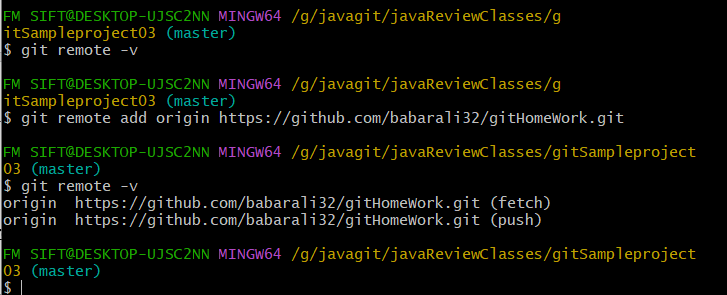 FM SIFT@DESKTOP-UJSC2NN MINGW64 /g/javagit/javaReviewClasses/g
itSampleproject03 (master)
$ git remote -v
FM SIFT@DESKTOP-UJSC2NN MINGW64 /g/javagit/javaReviewClasses/g
itSampleproject03 (master)
$ git remote add origin https://github.com/babarali32/gitHomeWork.git
FM SIFT@DESKTOP-UJSC2NN MINGW64 /g/javagit/javaReviewClasses/gitSampleproject
03 (master)
$ git remote -v
origin  https://github.com/babarali32/gitHomeWork.git (fetch)
origin  https://github.com/babarali32/gitHomeWork.git (push)
FM SIFT@DESKTOP-UJSC2NN MINGW64 /g/javagit/javaReviewClasses/gitSampleproject
03 (master)
$